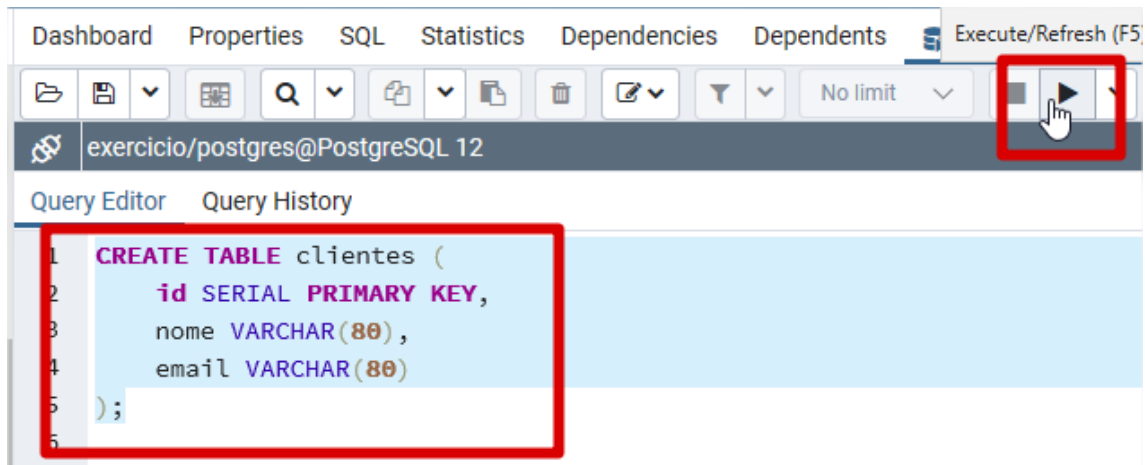 Dashboard Properties SQL Statistics Dependencies Dependents Execute/Refresh (F5)
No limit
exercicio/postgres@PostgreSQL 12
Query Editor Query History
1 CREATE TABLE clientes (
2 id SERIAL PRIMARY KEY,
3 nome VARCHAR(80),
4 email VARCHAR(80)
5 );
6